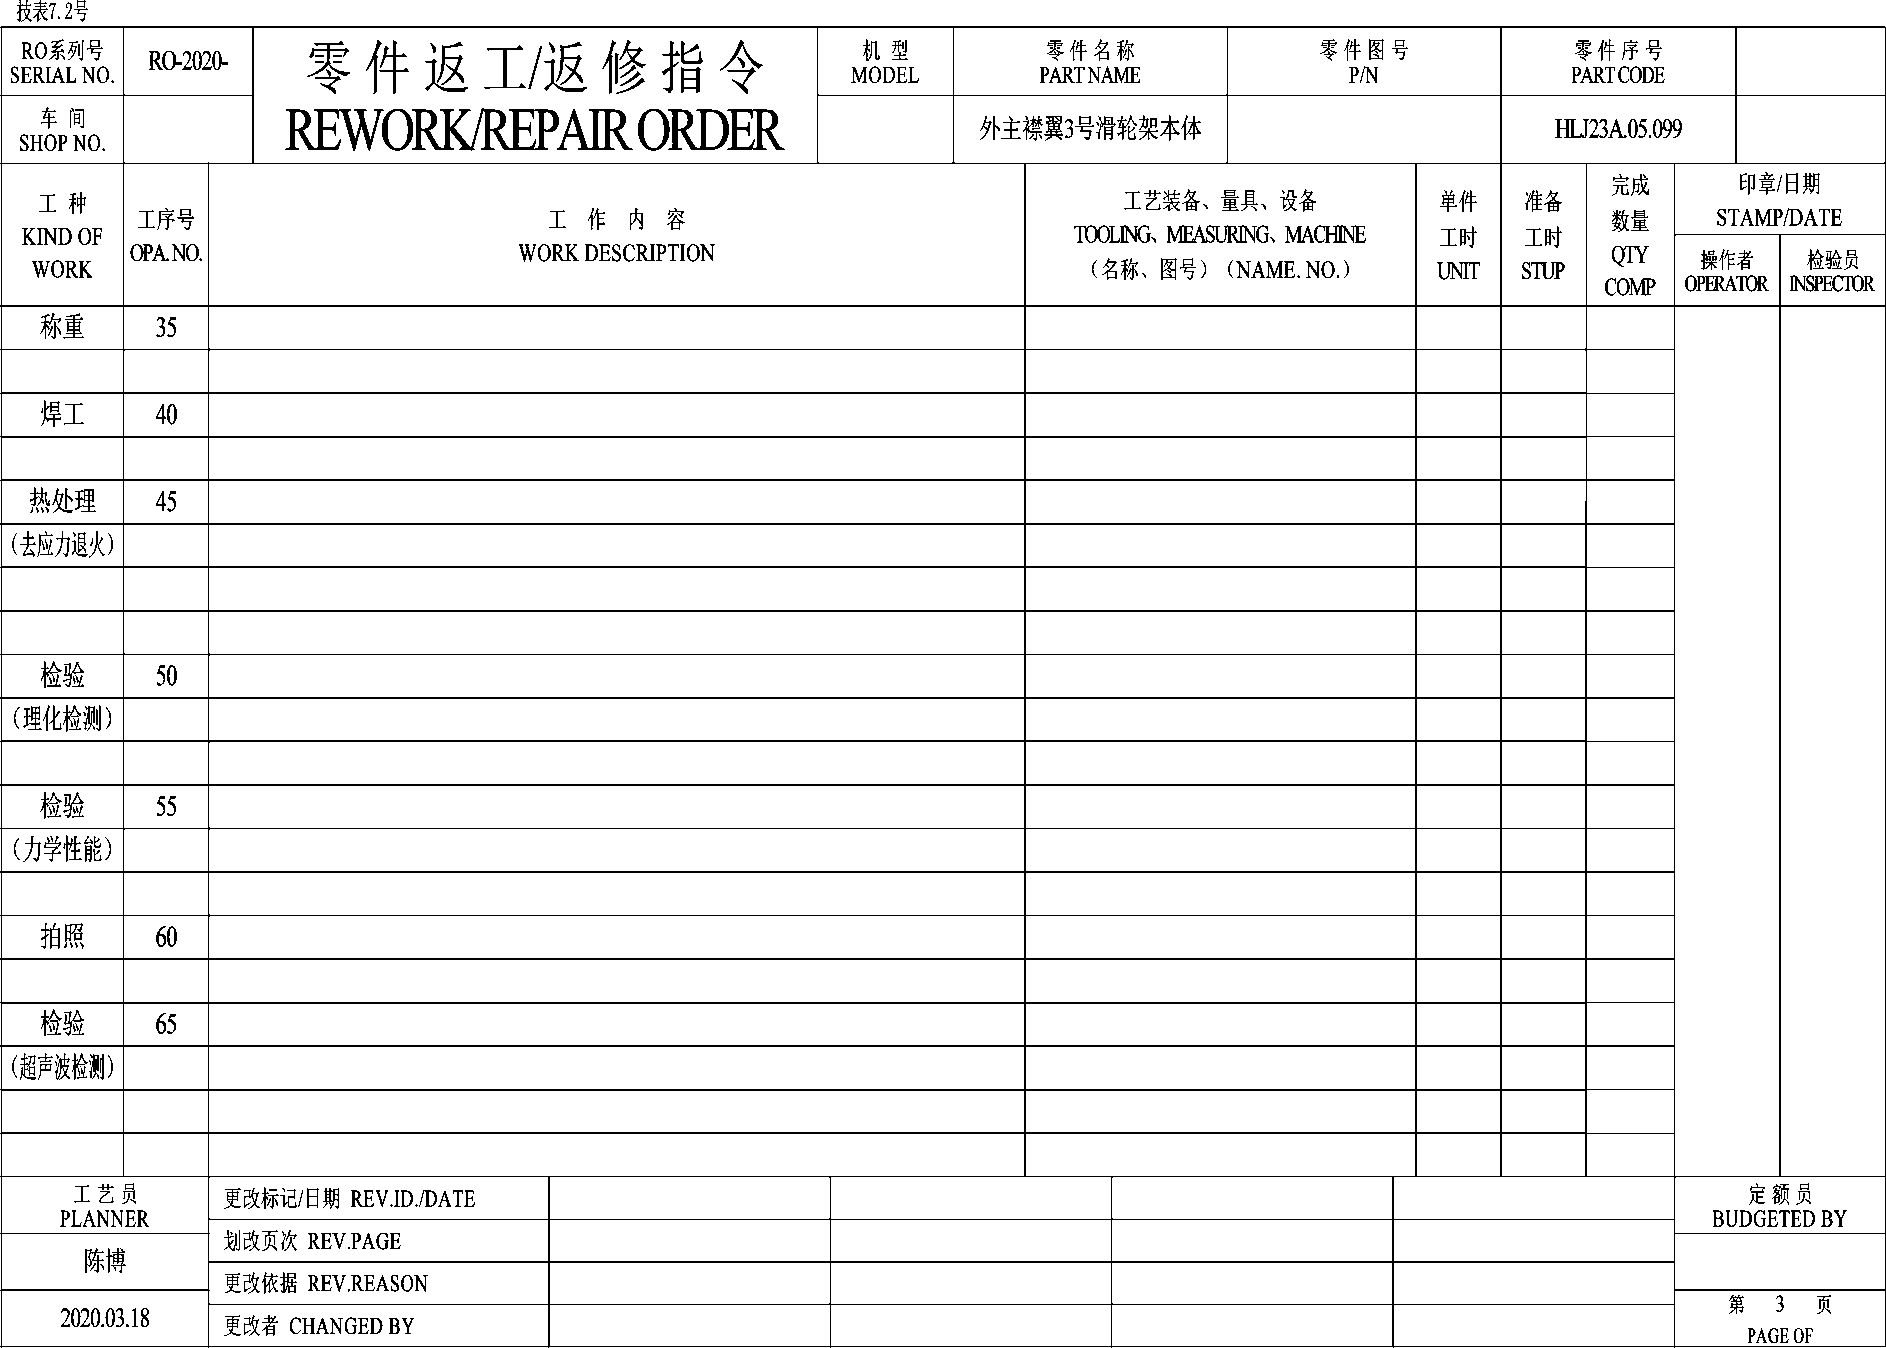 技表7.2号
RO系列号
SERIAL NO.
RO-2020-
零件返工/返修指令
REWORK/REPAIR ORDER
机 型
MODEL
零件名称
PART NAME
零件图号
P/N
零件序号
PART CODE
车 间
SHOP NO.
外主襟翼3号滑轮架本体
HLJ23A.05.099
工 种
KIND OF
WORK
工序号
OPA. NO.
工 作 内 容
WORK DESCRIPTION
工艺装备、量具、设备
TOOLING、MEASURING、MACHINE
（名称、图号）（NAME. NO.）
单件
工时
UNIT
准备
工时
STUP
完成
数量
QTY
COMP
印章/日期
STAMP/DATE
操作者
OPERATOR
检验员
INSPECTOR
称重 35
焊工 40
热处理 45
（去应力退火）
检验 50
（理化检测）
检验 55
（力学性能）
拍照 60
检验 65
（超声波检测）
工艺员
PLANNER
陈博
2020.03.18
更改标记/日期 REV.ID./DATE
划改页次 REV.PAGE
更改依据 REV.REASON
更改者 CHANGED BY
定额员
BUDGETED BY
第 3 页
PAGE OF